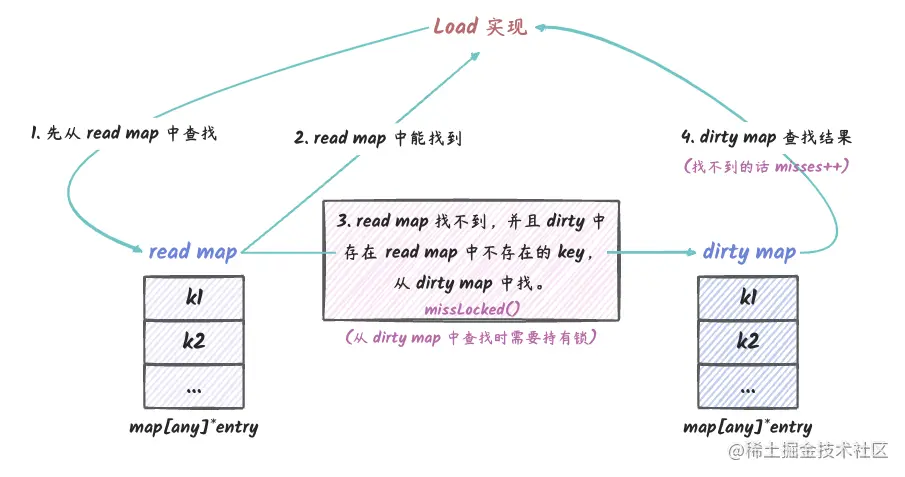 Load 实现
1. 先从 read map 中查找
2. read map 中能找到
4. dirty map 查找结果
(找不到的话 misses++)
3. read map 找不到，并且 dirty 中
存在 read map 中不存在的 key，
从 dirty map 中找。
missLocked()
(从 dirty map 中查找时需要持有锁)
read map
k1
k2
...
map[any]*entry
dirty map
k1
k2
...
map[any]*entry
@稀土掘金技术社区